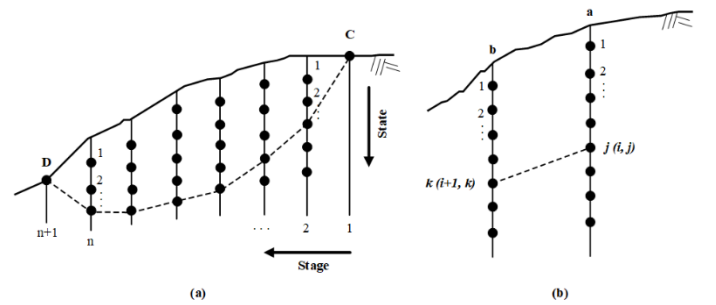 C
1
2
⋮
State
D
1
2
⋮
n+1
n
. . .
2
1
Stage
(a)
a
b
1
2
⋮
1
2
⋮
j (i, j)
k (i+1, k)
(b)